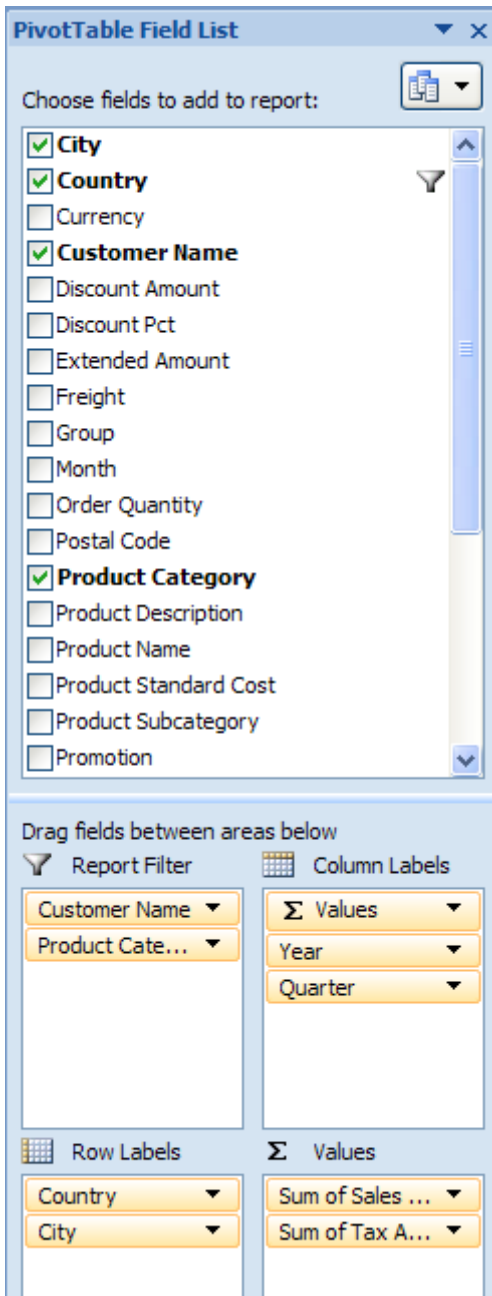 PivotTable Field List
Choose fields to add to report:
City
Country
Currency
Customer Name
Discount Amount
Discount Pct
Extended Amount
Freight
Group
Month
Order Quantity
Postal Code
Product Category
Product Description
Product Name
Product Standard Cost
Product Subcategory
Promotion
Drag fields between areas below
Report Filter
Customer Name
Product Cate...
Column Labels
Σ Values
Year
Quarter
Row Labels
Country
City
Σ Values
Sum of Sales ...
Sum of Tax A...